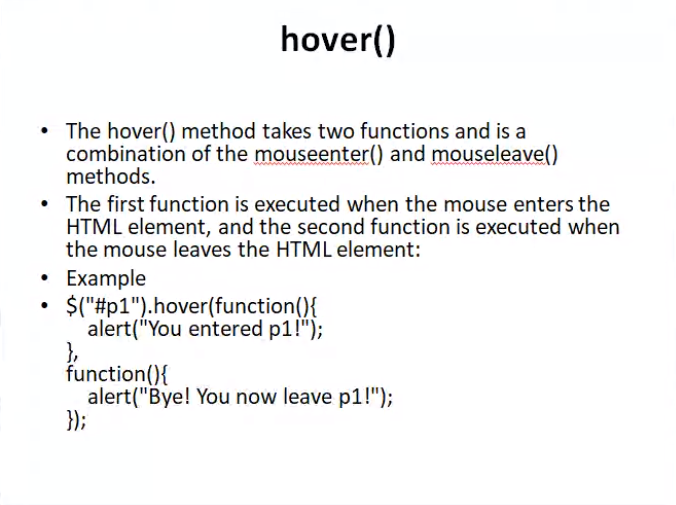 hover()
• The hover() method takes two functions and is a
combination of the mouseenter() and mouseleave()
methods.
• The first function is executed when the mouse enters the
HTML element, and the second function is executed when
the mouse leaves the HTML element:
• Example
• $("#p1").hover(function(){
alert("You entered p1!");
},
function(){
alert("Bye! You now leave p1!");
});